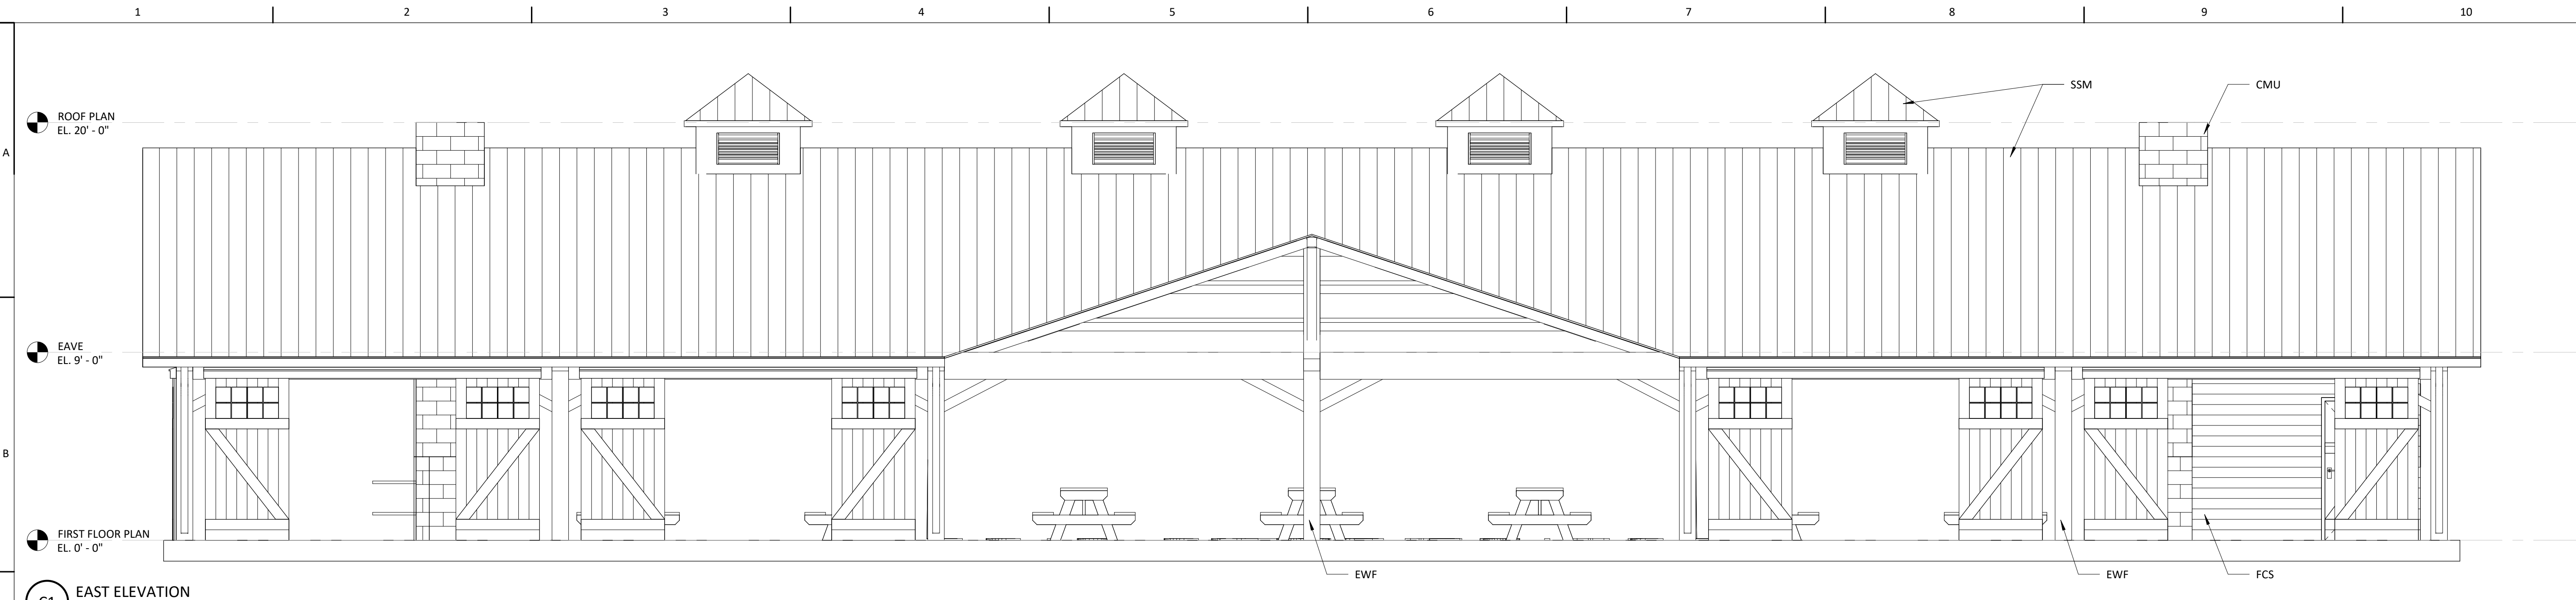 1 2 3 4 5 6 7 8 9 10
SSM
CMU
ROOF PLAN
EL. 20' - 0"
A
EAVE
EL. 9' - 0"
B
FIRST FLOOR PLAN
EL. 0' - 0"
EWF
EWF
FCS
EAST ELEVATION